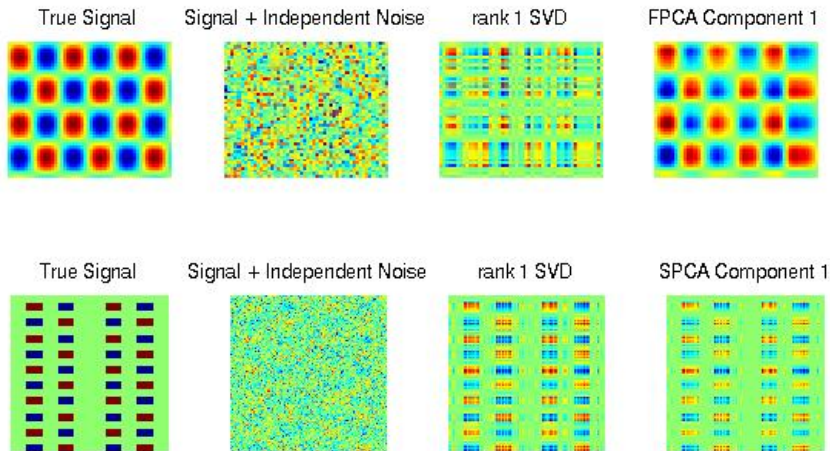 True Signal
Signal + Independent Noise
rank 1 SVD
FPCA Component 1
True Signal
Signal + Independent Noise
rank 1 SVD
SPCA Component 1